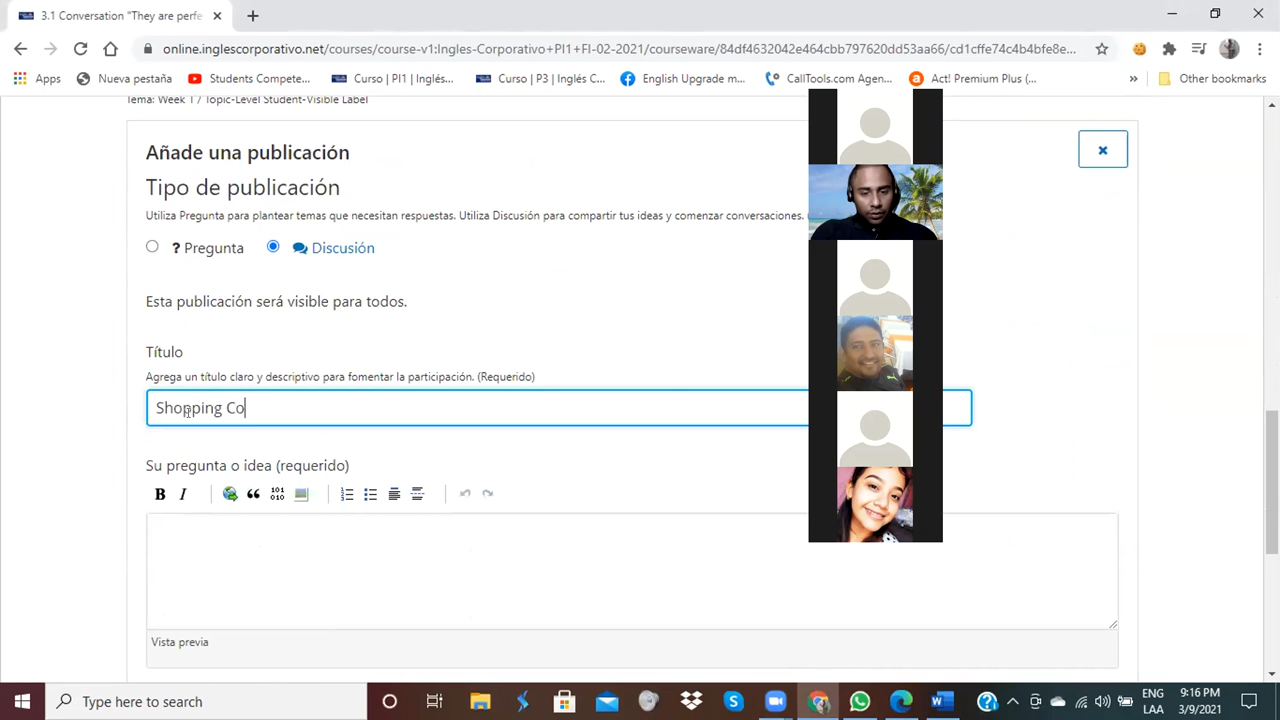 3.1 Conversation "They are perfe
online.inglescorporativo.net/courses/course-v1:Ingles-Corporativo+PI1+FI-02-2021/courseware/84df4632042e464cbb797620dd53aa66/cd1cffe74c4b4bfe8e...
Apps Nueva pestaña Students Compete... Curso | PI1 | Inglés... Curso | P3 | Inglés C... English Upgrade m... CallTools.com Agen... Act! Premium Plus (... » Other bookmarks
Tema: Week 1 / Topic-Level Student-Visible Label
Añade una publicación
Tipo de publicación
Utiliza Pregunta para plantear temas que necesitan respuestas. Utiliza Discusión para compartir tus ideas y comenzar conversaciones.
? Pregunta Discusión
Esta publicación será visible para todos.
Título
Agrega un título claro y descriptivo para fomentar la participación. (Requerido)
Shopping Co
Su pregunta o idea (requerido)
B I 101 010
Vista previa
Type here to search
ENG 9:16 PM
LAA 3/9/2021